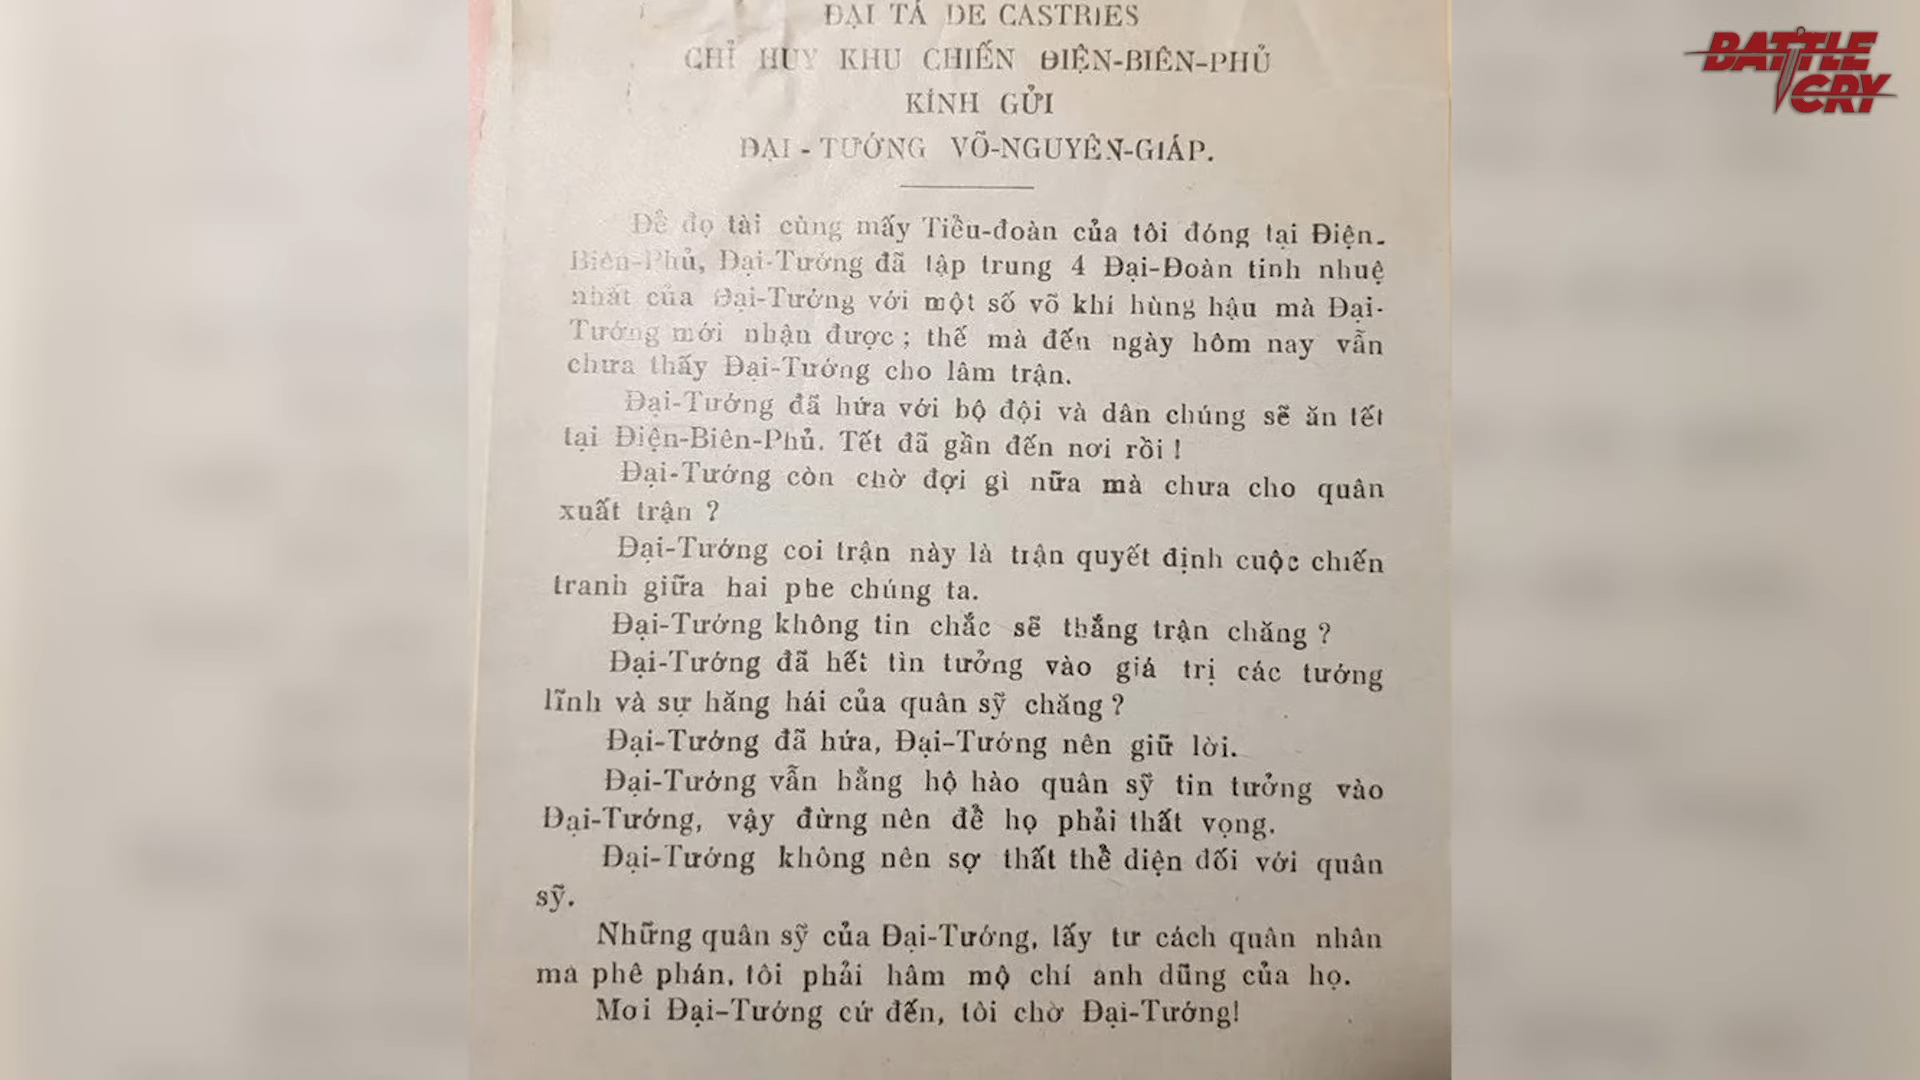 ĐẠI TÁ DE CASTRIES
CHỈ HUY KHU CHIẾN ĐIỆN-BIÊN-PHỦ
KÍNH GỬI
ĐẠI - TƯỚNG VÕ-NGUYÊN-GIÁP.
Để đọ tài cùng mấy Tiểu-đoàn của tôi đóng tại Điện-
Biên-Phủ, Đại-Tướng đã tập trung 4 Đại-Đoàn tinh nhuệ
nhất của Đại-Tướng với một số võ khí hùng hậu mà Đại-
Tướng mới nhận được ; thế mà đến ngày hôm nay vẫn
chưa thấy Đại-Tướng cho lâm trận.
Đại-Tướng đã hứa với bộ đội và dân chúng sẽ ăn tết
tại Điện-Biên-Phủ. Tết đã gần đến nơi rồi !
Đại-Tướng còn chờ đợi gì nữa mà chưa cho quân
xuất trận ?
Đại-Tướng coi trận này là trận quyết định cuộc chiến
tranh giữa hai phe chúng ta.
Đại-Tướng không tin chắc sẽ thắng trận chăng ?
Đại-Tướng đã hết tin tưởng vào giá trị các tướng
lĩnh và sự hăng hái của quân sỹ chăng ?
Đại-Tướng đã hứa, Đại-Tướng nên giữ lời.
Đại-Tướng vẫn hằng hộ hào quân sỹ tin tưởng vào
Đại-Tướng, vậy đừng nên để họ phải thất vọng.
Đại-Tướng không nên sợ thất thể diện đối với quân
sỹ.
Những quân sỹ của Đại-Tướng, lấy tư cách quân nhân
mà phê phán, tôi phải hâm mộ chí anh dũng của họ.
Mời Đại-Tướng cứ đến, tôi chờ Đại-Tướng!
BATTLE
CRY